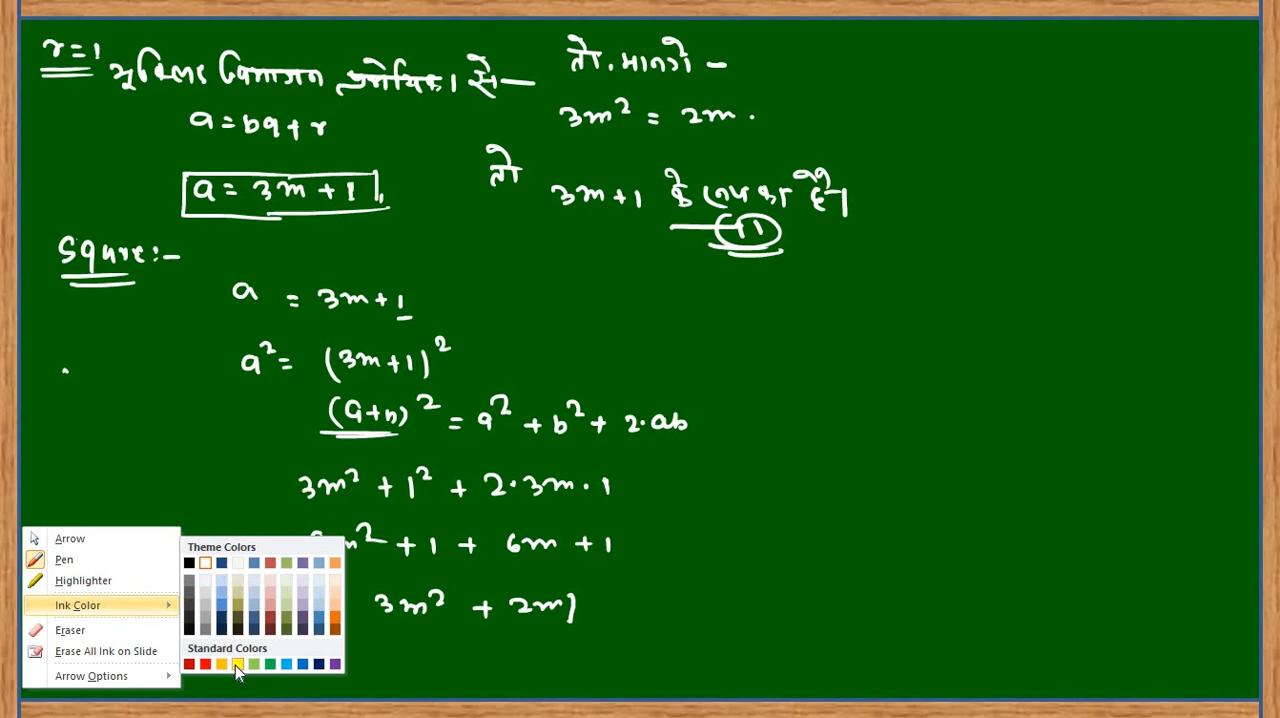 r=1
यूक्लिड विभाजन प्रमेयिका से—
a = bq + r
a = 3m + 1
Squre:-
a = 3m + 1
a² = (3m+1)²
(a+b)² = a² + b² + 2·ab
3m² + 1² + 2·3m·1
m² + 1 + 6m + 1
3m² + 2m)
तो, माना -
3m² = 2m.
तो
3m+1 के रूप का है।
11
Arrow
Pen
Highlighter
Ink Color
Eraser
Erase All Ink on Slide
Arrow Options
Theme Colors
Standard Colors